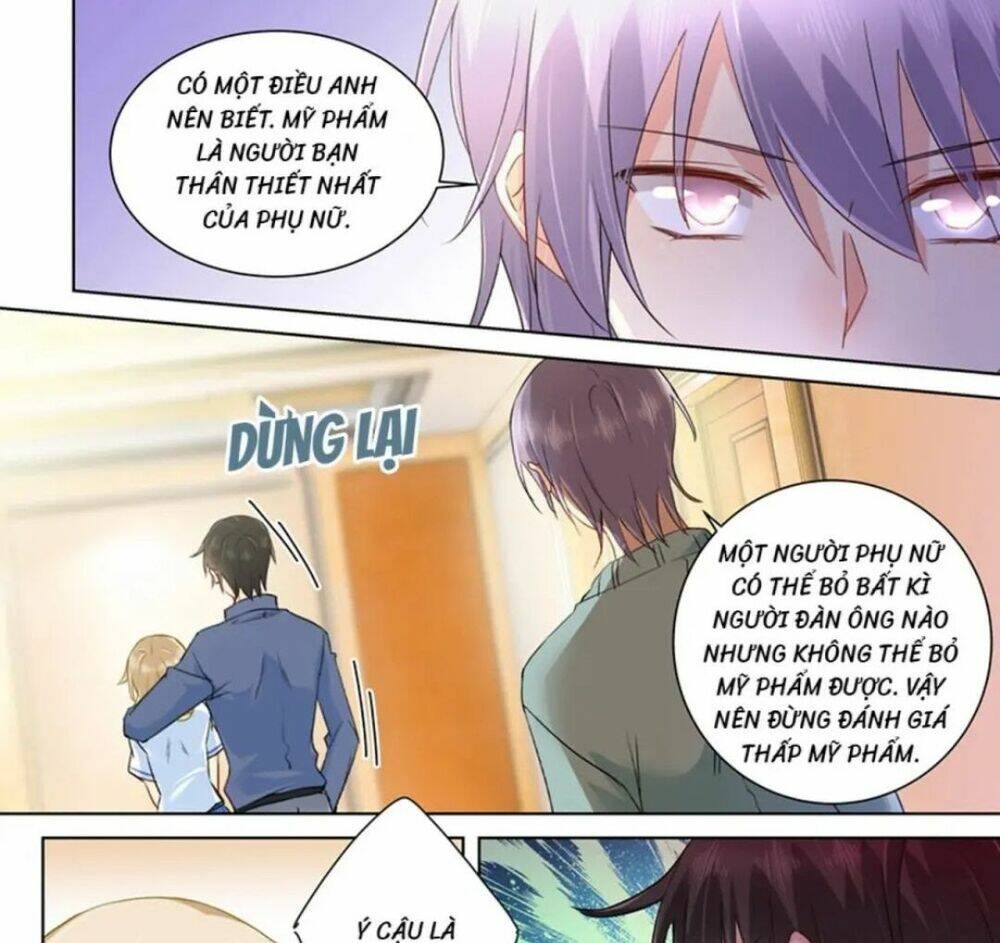 CÓ MỘT ĐIỀU ANH
NÊN BIẾT. MỸ PHẨM
LÀ NGƯỜI BẠN
THÂN THIẾT NHẤT
CỦA PHỤ NỮ.
DỪNG LẠI
MỘT NGƯỜI PHỤ NỮ
CÓ THỂ BỎ BẤT KÌ
NGƯỜI ĐÀN ÔNG NÀO
NHƯNG KHÔNG THỂ BỎ
MỸ PHẨM ĐƯỢC. VẬY
NÊN ĐỪNG ĐÁNH GIÁ
THẤP MỸ PHẨM.
Ý CẬU LÀ